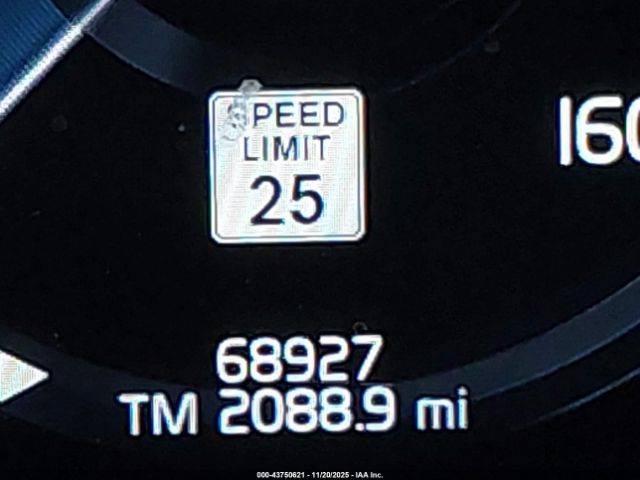 SPEED
LIMIT
25
160
68927
TM 2088.9 mi
000-43750621 - 11/20/2025 - IAA Inc.